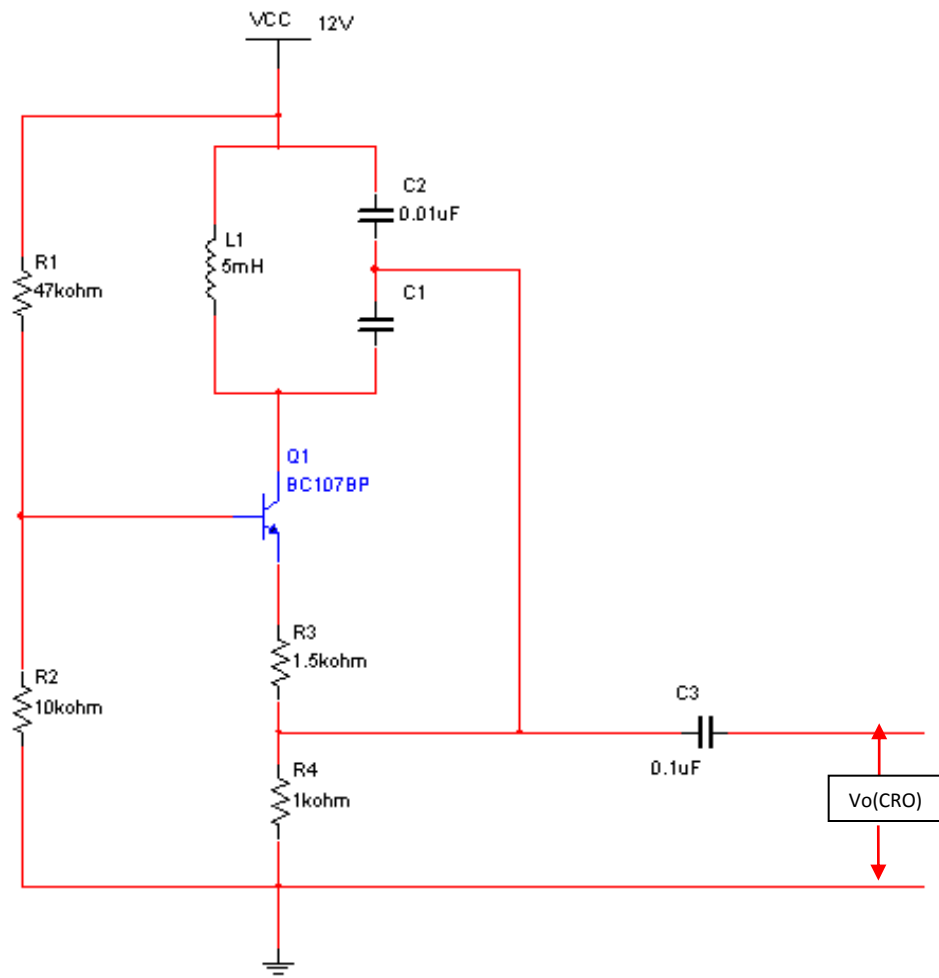 VCC 12V
C2
0.01uF
L1
5mH
C1
R1
47kohm
Q1
BC107BP
R3
1.5kohm
R2
10kohm
C3
0.1uF
R4
1kohm
Vo(CRO)